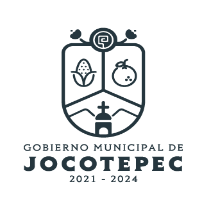 GOBIERNO MUNICIPAL DE
JOCOTEPEC
2021 - 2024